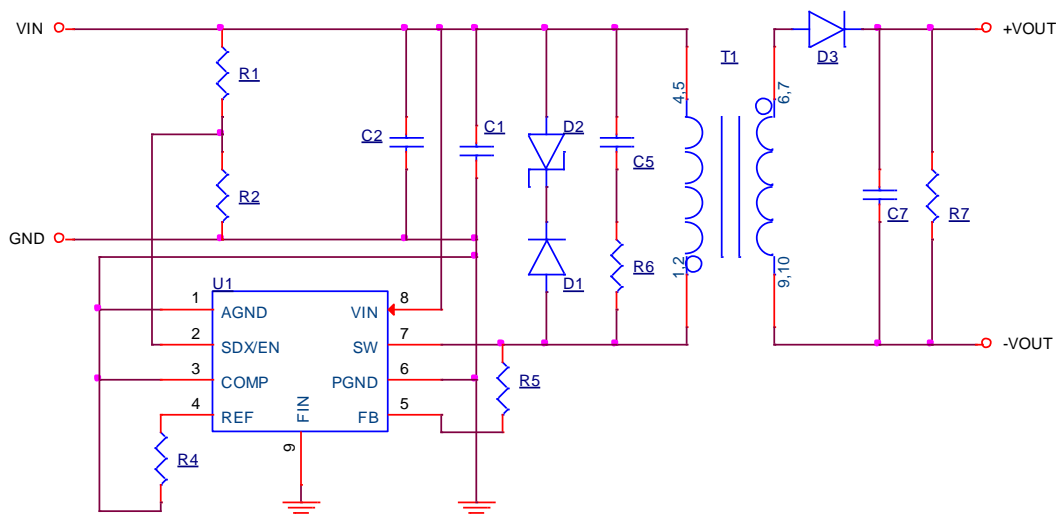 VIN
+VOUT
T1
D3
4,5
6,7
R1
C2
C1
D2
C5
R2
C7
R7
GND
R6
D1
1,2
9,10
U1
1
AGND
VIN
8
2
SDX/EN
SW
7
-VOUT
3
COMP
PGND
6
R5
4
REF
FIN
FB
5
9
R4